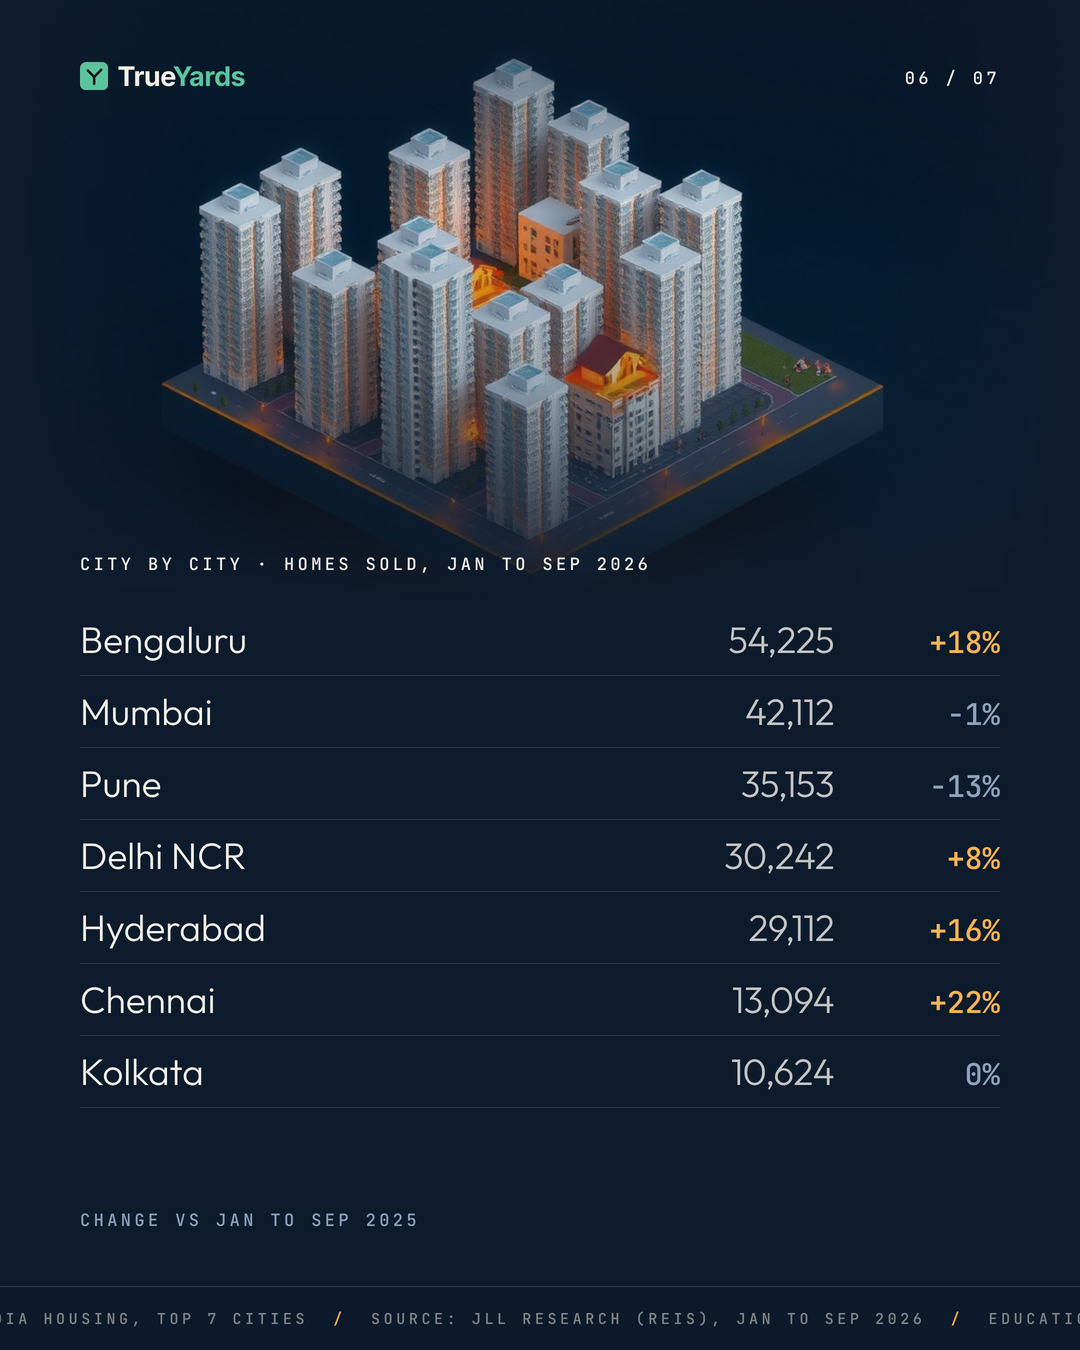 TrueYards
06 / 07
CITY BY CITY · HOMES SOLD, JAN TO SEP 2026
Bengaluru 54,225 +18%
Mumbai 42,112 -1%
Pune 35,153 -13%
Delhi NCR 30,242 +8%
Hyderabad 29,112 +16%
Chennai 13,094 +22%
Kolkata 10,624 0%
CHANGE VS JAN TO SEP 2025
HOUSING, TOP 7 CITIES / SOURCE: JLL RESEARCH (REIS), JAN TO SEP 2026 /